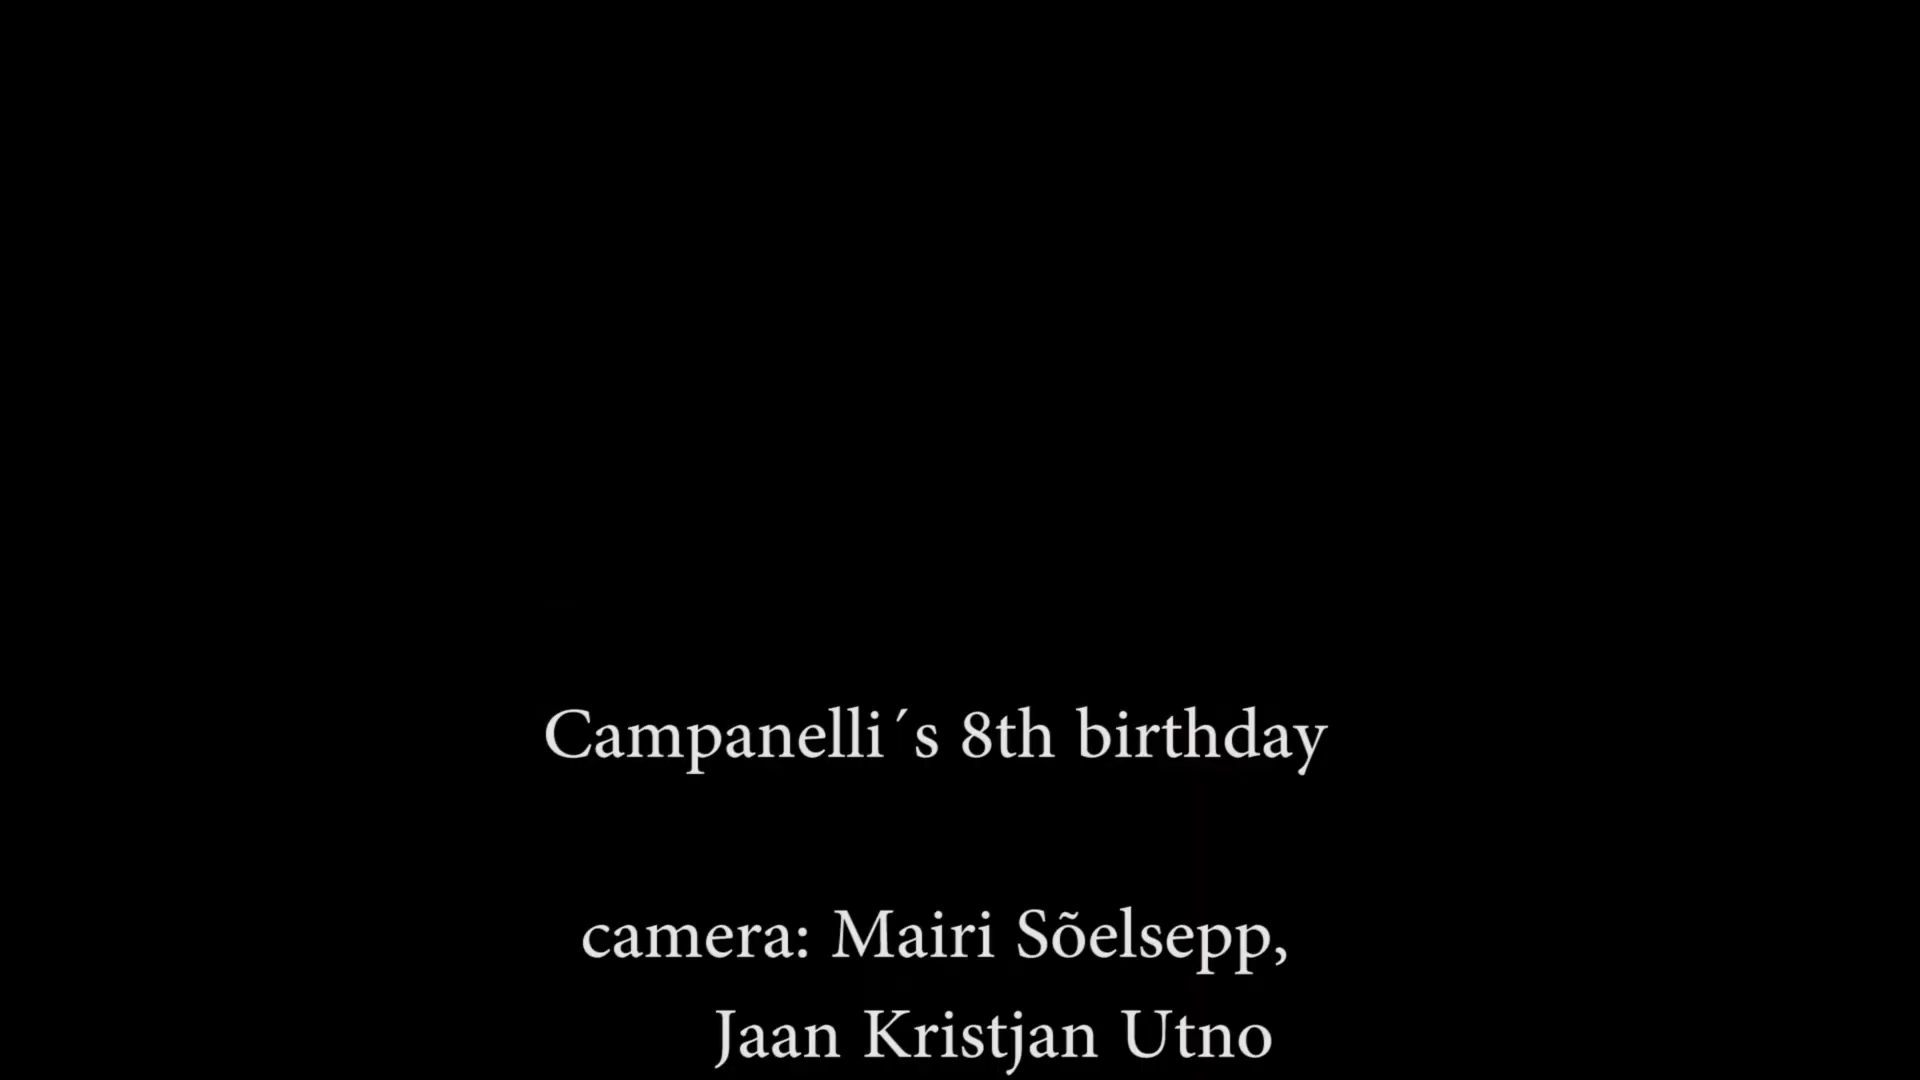 Campanelli´s 8th birthday
camera: Mairi Sõelsepp,
Jaan Kristjan Utno